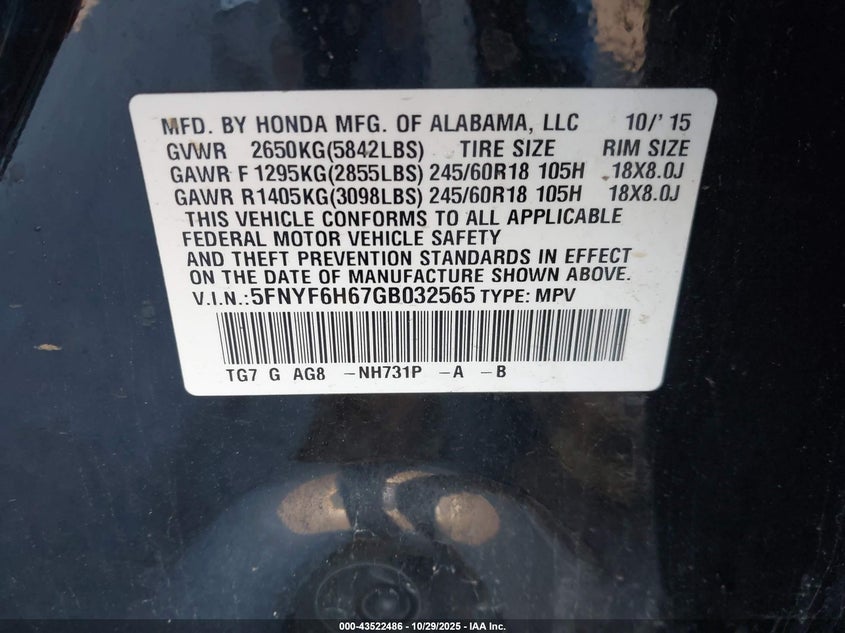 MFD. BY HONDA MFG. OF ALABAMA, LLC 10/' 15
GVWR 2650KG(5842LBS) TIRE SIZE RIM SIZE
GAWR F 1295KG(2855LBS) 245/60R18 105H 18X8.0J
GAWR R1405KG(3098LBS) 245/60R18 105H 18X8.0J
THIS VEHICLE CONFORMS TO ALL APPLICABLE
FEDERAL MOTOR VEHICLE SAFETY
AND THEFT PREVENTION STANDARDS IN EFFECT
ON THE DATE OF MANUFACTURE SHOWN ABOVE.
V.I.N.:5FNYF6H67GB032565 TYPE: MPV
TG7 G AG8 -NH731P -A -B
000-43522486 - 10/29/2025 - IAA Inc.